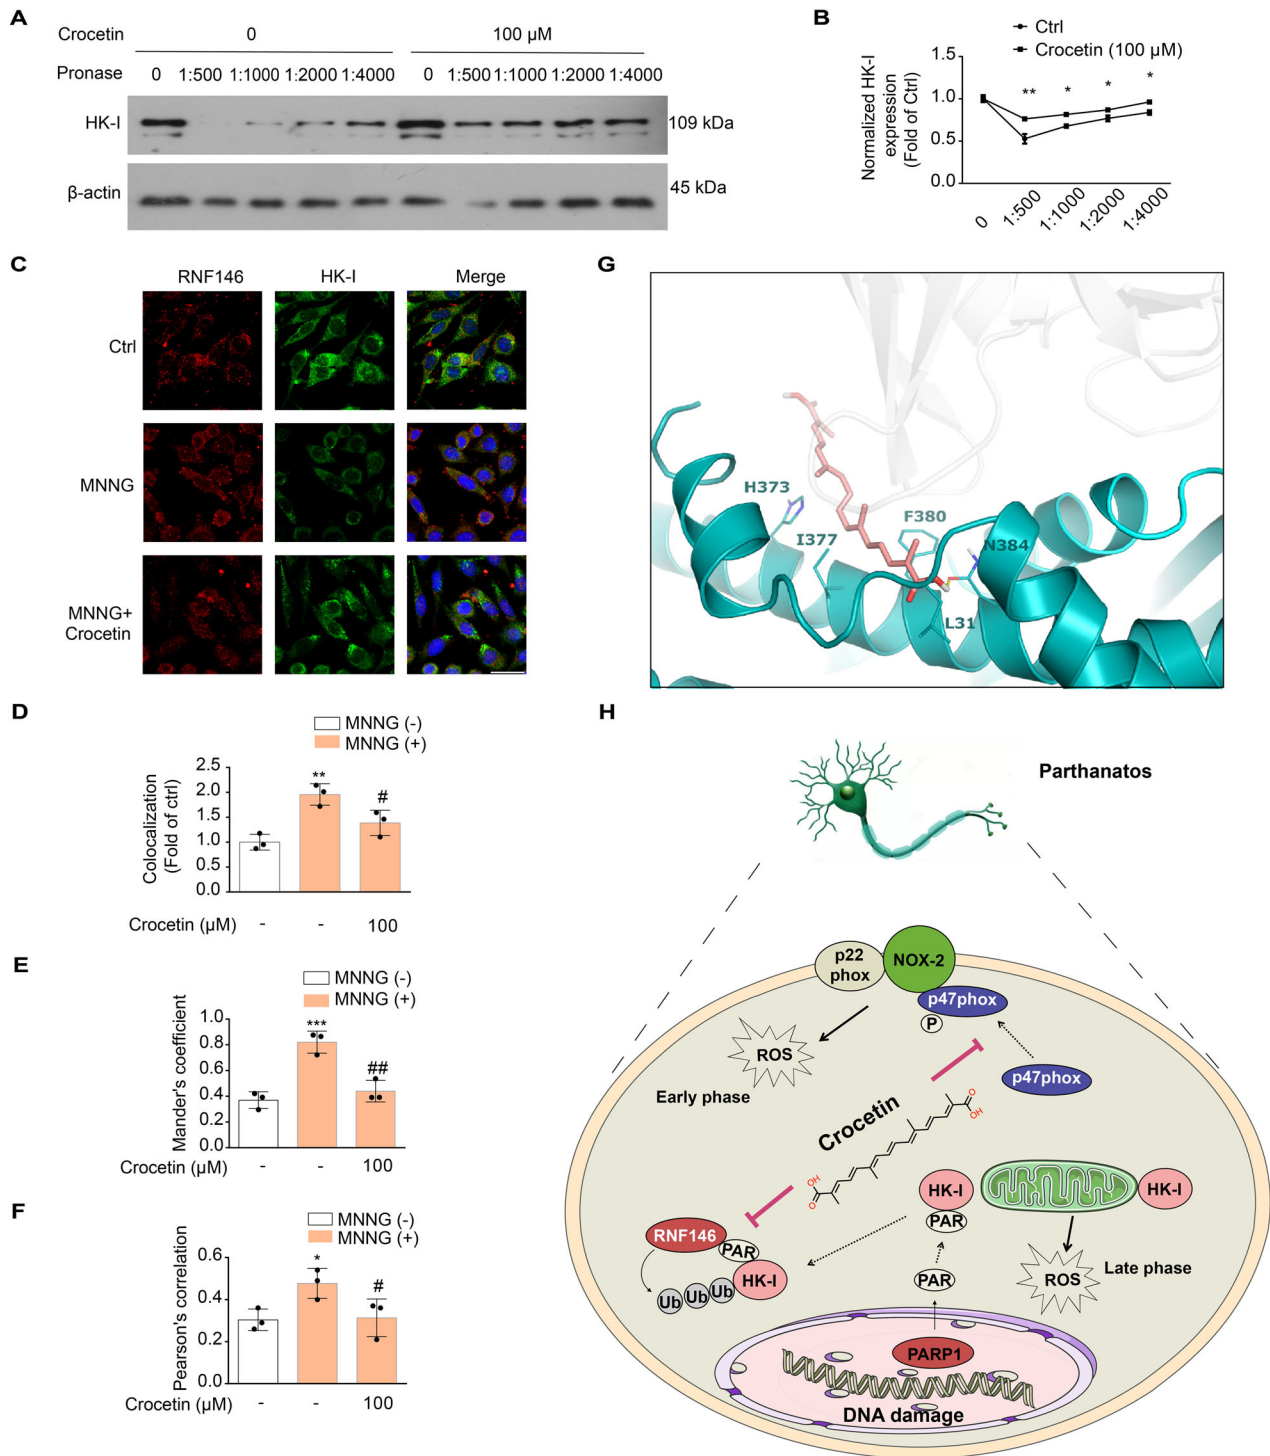 A
Crocetin 0 100 μM
Pronase 0 1:500 1:1000 1:2000 1:4000 0 1:500 1:1000 1:2000 1:4000
HK-I 109 kDa
β-actin 45 kDa
B
Ctrl
Crocetin (100 μM)
Normalized HK-I
expression
(Fold of Ctrl)
1.5
1.0
0.5
0.0
** * * *
0 1:500 1:1000 1:2000 1:4000
C
RNF146 HK-I Merge
Ctrl
MNNG
MNNG+
Crocetin
G
H373
I377
F380
N384
L31
D
MNNG (-)
MNNG (+)
Colocalization
(Fold of ctrl)
2.5
2.0
1.5
1.0
0.5
0.0
**
#
Crocetin (μM) - - 100
E
MNNG (-)
MNNG (+)
Mander's coefficient
1.0
0.8
0.6
0.4
0.2
0.0
***
##
Crocetin (μM) - - 100
F
MNNG (-)
MNNG (+)
Pearson's correlation
0.6
0.4
0.2
0.0
*
#
Crocetin (μM) - - 100
H
Parthanatos
p22
phox
NOX-2
p47phox
P
ROS
p47phox
Early phase
Crocetin
O
OH
OH
O
HK-I
PAR
HK-I
RNF146
PAR
HK-I
Ub Ub Ub
PAR
ROS
Late phase
PARP1
DNA damage